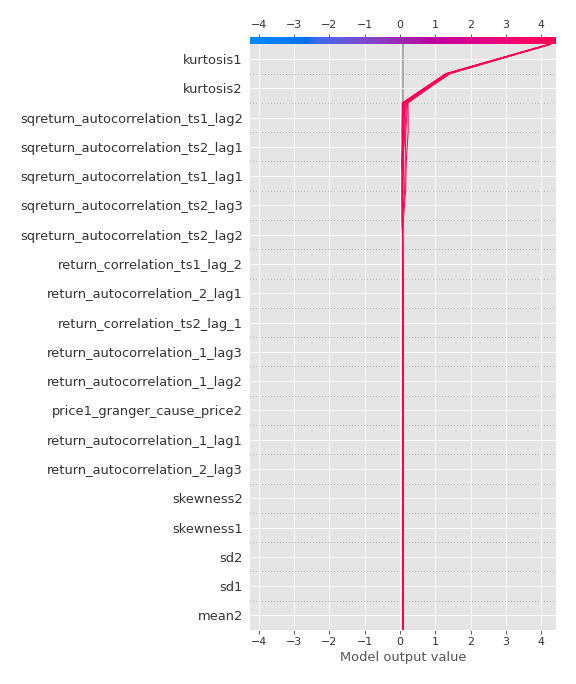 −4 −3 −2 −1 0 1 2 3 4
kurtosis1
kurtosis2
sqreturn_autocorrelation_ts1_lag2
sqreturn_autocorrelation_ts2_lag1
sqreturn_autocorrelation_ts1_lag1
sqreturn_autocorrelation_ts2_lag3
sqreturn_autocorrelation_ts2_lag2
return_correlation_ts1_lag_2
return_autocorrelation_2_lag1
return_correlation_ts2_lag_1
return_autocorrelation_1_lag3
return_autocorrelation_1_lag2
price1_granger_cause_price2
return_autocorrelation_1_lag1
return_autocorrelation_2_lag3
skewness2
skewness1
sd2
sd1
mean2
−4 −3 −2 −1 0 1 2 3 4
Model output value